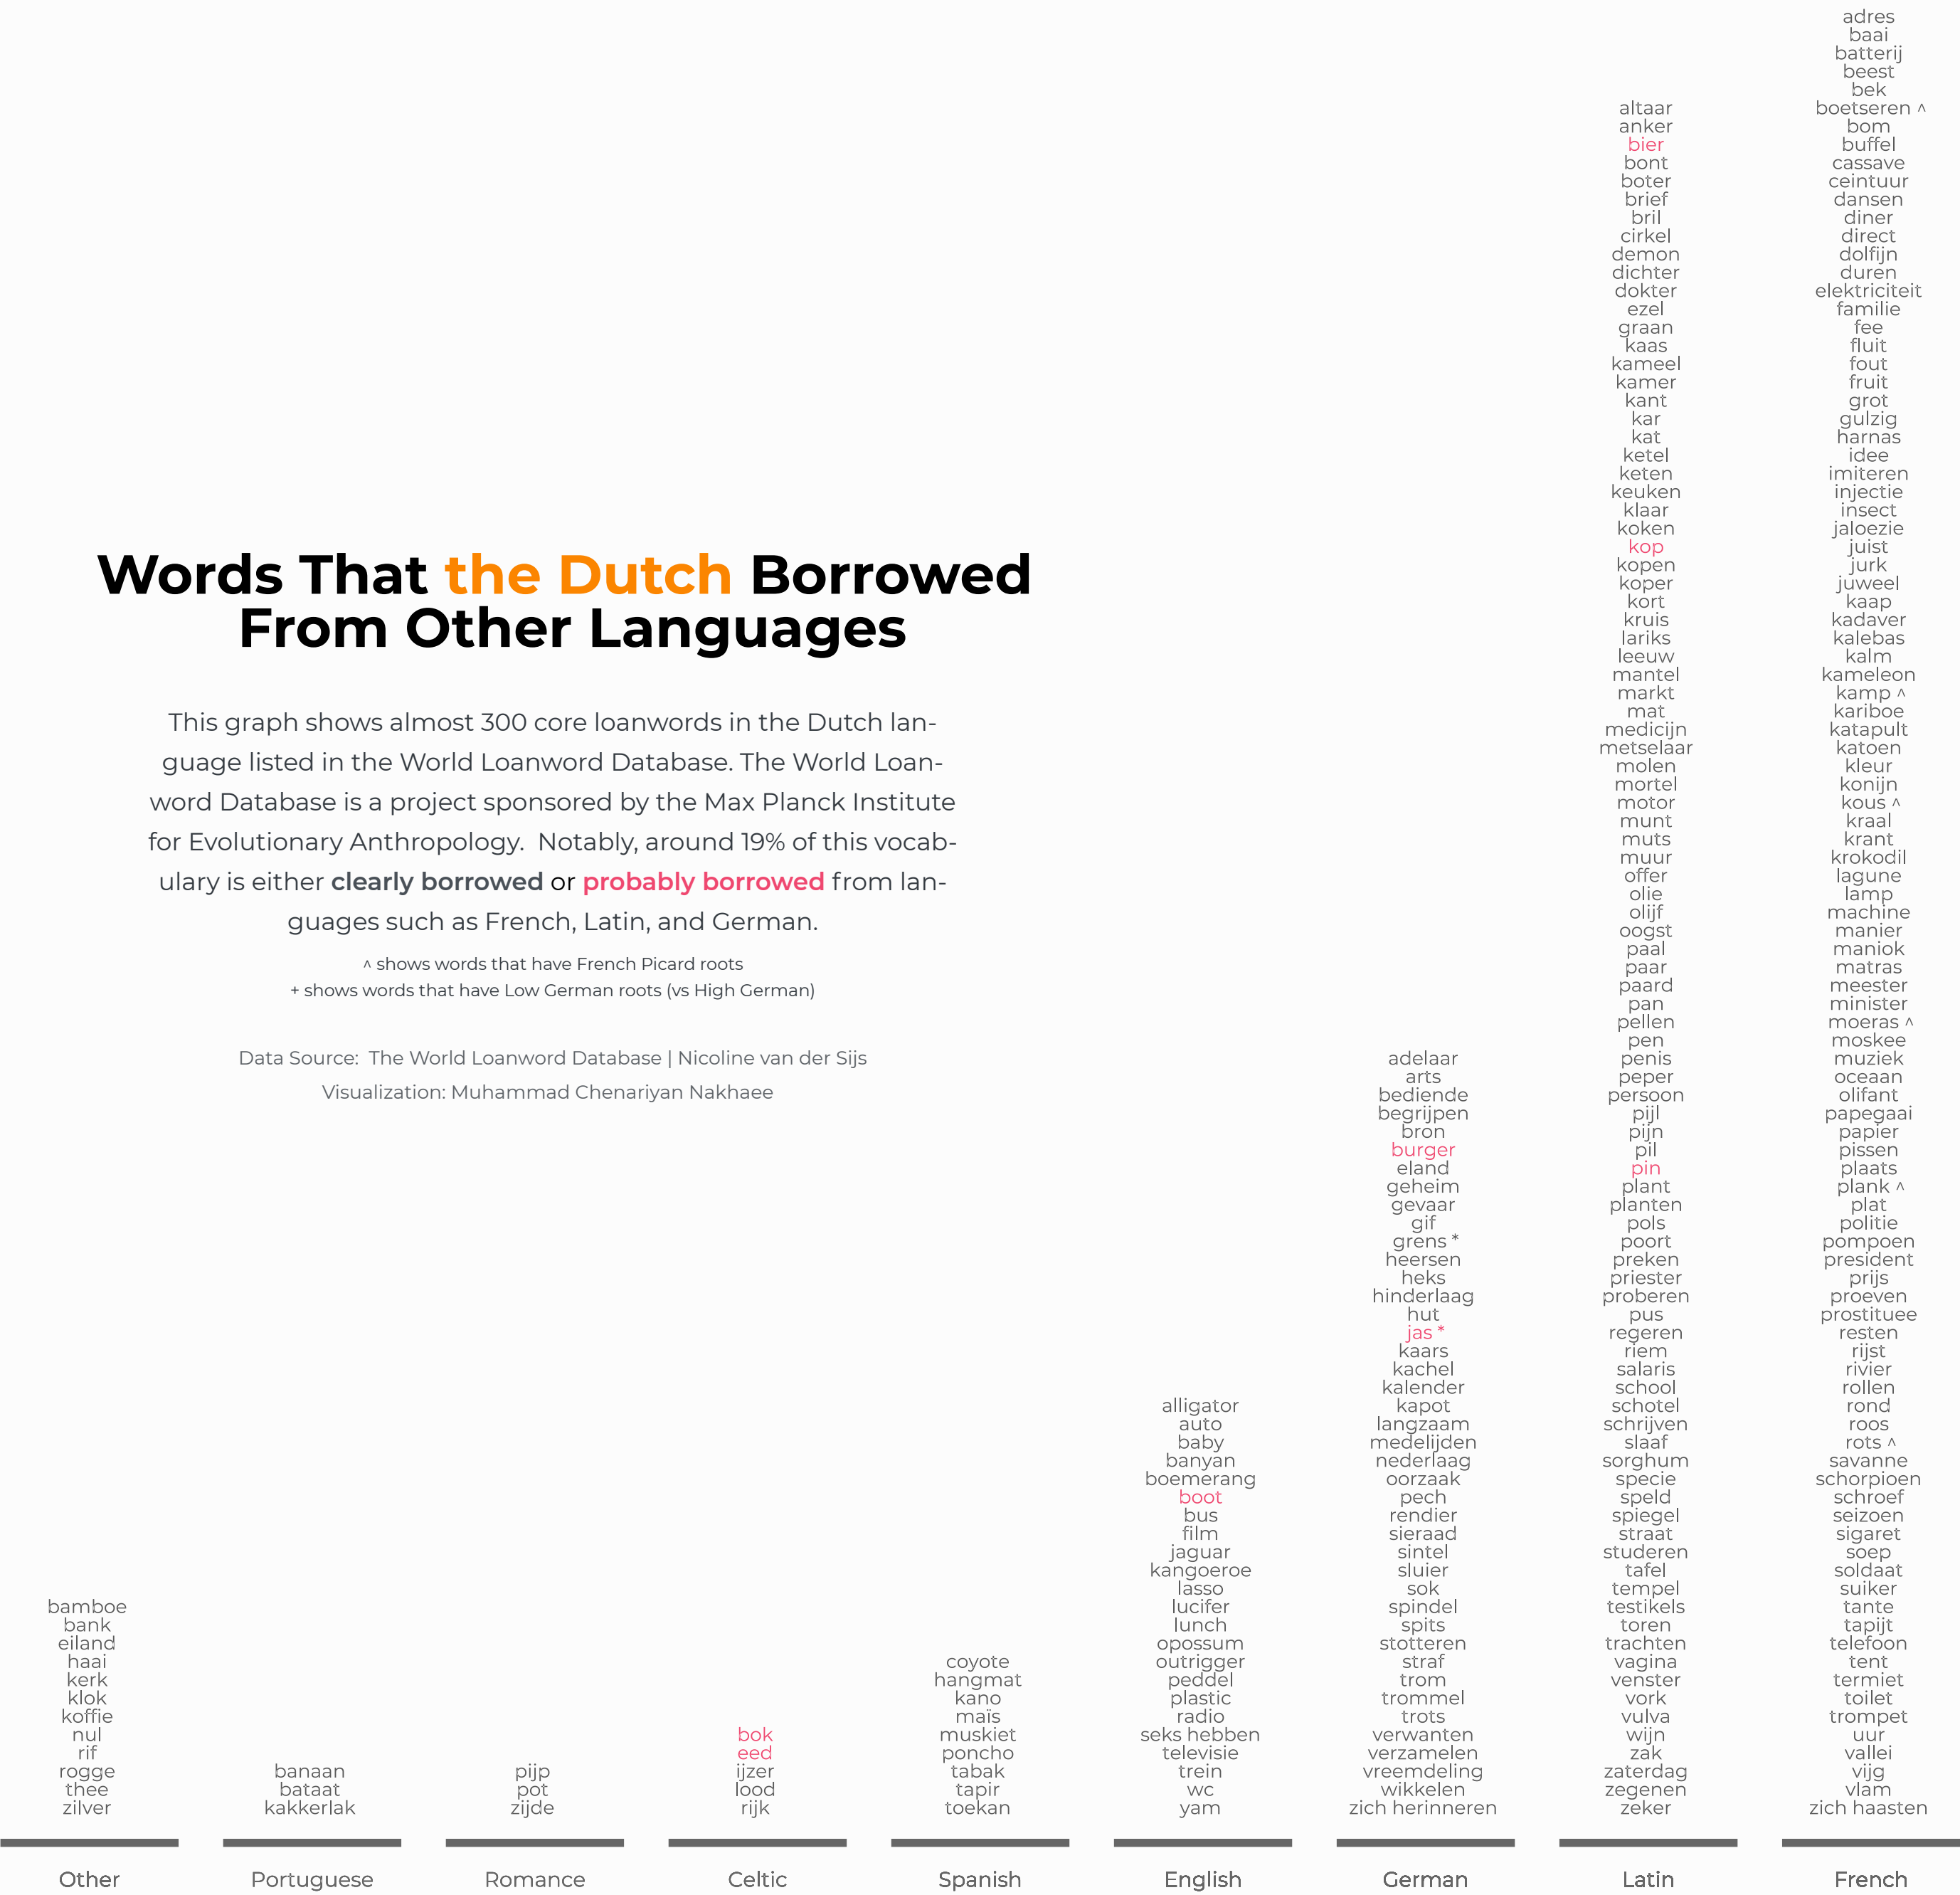 Words That the Dutch Borrowed
From Other Languages
This graph shows almost 300 core loanwords in the Dutch lan-
guage listed in the World Loanword Database. The World Loan-
word Database is a project sponsored by the Max Planck Institute
for Evolutionary Anthropology.  Notably, around 19% of this vocab-
ulary is either clearly borrowed or probably borrowed from lan-
guages such as French, Latin, and German.
^ shows words that have French Picard roots
+ shows words that have Low German roots (vs High German)
Data Source:  The World Loanword Database | Nicoline van der Sijs
Visualization: Muhammad Chenariyan Nakhaee
bamboe
bank
eiland
haai
kerk
klok
koffie
nul
rif
rogge
thee
zilver
Other
banaan
bataat
kakkerlak
Portuguese
pijp
pot
zijde
Romance
bok
eed
ijzer
lood
rijk
Celtic
coyote
hangmat
kano
maïs
muskiet
poncho
tabak
tapir
toekan
Spanish
alligator
auto
baby
banyan
boemerang
boot
bus
film
jaguar
kangoeroe
lasso
lucifer
lunch
opossum
outrigger
peddel
plastic
radio
seks hebben
televisie
trein
wc
yam
English
adelaar
arts
bediende
begrijpen
bron
burger
eland
geheim
gevaar
gif
grens *
heersen
heks
hinderlaag
hut
jas *
kaars
kachel
kalender
kapot
langzaam
medelijden
nederlaag
oorzaak
pech
rendier
sieraad
sintel
sluier
sok
spindel
spits
stotteren
straf
trom
trommel
trots
verwanten
verzamelen
vreemdeling
wikkelen
zich herinneren
German
altaar
anker
bier
bont
boter
brief
bril
cirkel
demon
dichter
dokter
ezel
graan
kaas
kameel
kamer
kant
kar
kat
ketel
keten
keuken
klaar
koken
kop
kopen
koper
kort
kruis
lariks
leeuw
mantel
markt
mat
medicijn
metselaar
molen
mortel
motor
munt
muts
muur
offer
olie
olijf
oogst
paal
paar
paard
pan
pellen
pen
penis
peper
persoon
pijl
pijn
pil
pin
plant
planten
pols
poort
preken
priester
proberen
pus
regeren
riem
salaris
school
schotel
schrijven
slaaf
sorghum
specie
speld
spiegel
straat
studeren
tafel
tempel
testikels
toren
trachten
vagina
venster
vork
vulva
wijn
zak
zaterdag
zegenen
zeker
Latin
adres
baai
batterij
beest
bek
boetseren ^
bom
buffel
cassave
ceintuur
dansen
diner
direct
dolfijn
duren
elektriciteit
familie
fee
fluit
fout
fruit
grot
gulzig
harnas
idee
imiteren
injectie
insect
jaloezie
juist
jurk
juweel
kaap
kadaver
kalebas
kalm
kameleon
kamp ^
kariboe
katapult
katoen
kleur
konijn
kous ^
kraal
krant
krokodil
lagune
lamp
machine
manier
maniok
matras
meester
minister
moeras ^
moskee
muziek
oceaan
olifant
papegaai
papier
pissen
plaats
plank ^
plat
politie
pompoen
president
prijs
proeven
prostituee
resten
rijst
rivier
rollen
rond
roos
rots ^
savanne
schorpioen
schroef
seizoen
sigaret
soep
soldaat
suiker
tante
tapijt
telefoon
tent
termiet
toilet
trompet
uur
vallei
vijg
vlam
zich haasten
French